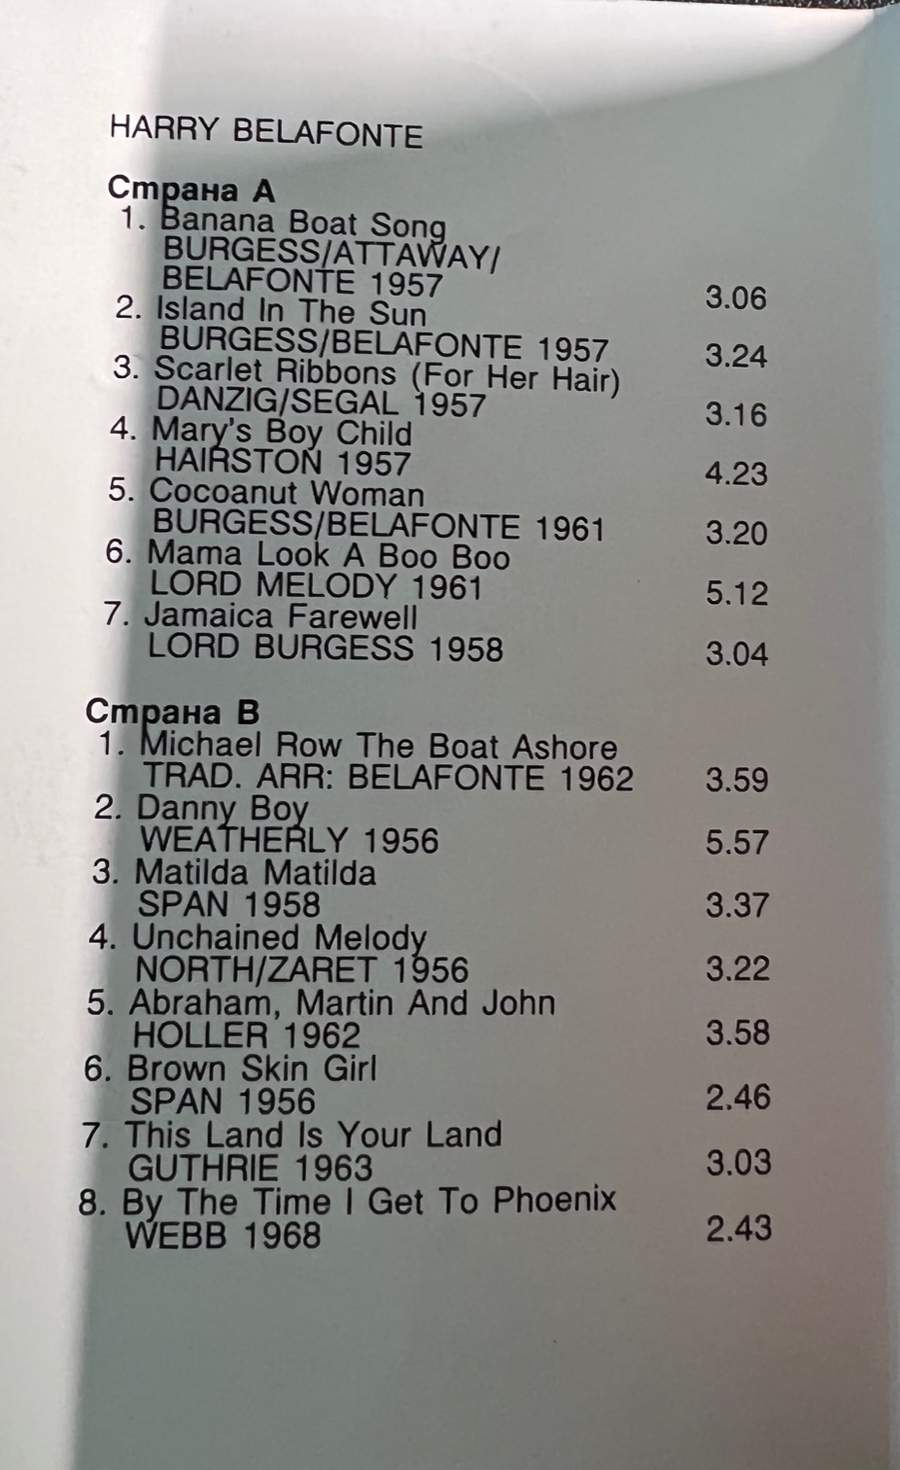 HARRY BELAFONTE
Страна A
1. Banana Boat Song
BURGESS/ATTAWAY/
BELAFONTE 1957 3.06
2. Island In The Sun
BURGESS/BELAFONTE 1957 3.24
3. Scarlet Ribbons (For Her Hair)
DANZIG/SEGAL 1957 3.16
4. Mary's Boy Child
HAIRSTON 1957 4.23
5. Cocoanut Woman
BURGESS/BELAFONTE 1961 3.20
6. Mama Look A Boo Boo
LORD MELODY 1961 5.12
7. Jamaica Farewell
LORD BURGESS 1958 3.04
Страна B
1. Michael Row The Boat Ashore
TRAD. ARR: BELAFONTE 1962 3.59
2. Danny Boy
WEATHERLY 1956 5.57
3. Matilda Matilda
SPAN 1958 3.37
4. Unchained Melody
NORTH/ZARET 1956 3.22
5. Abraham, Martin And John
HOLLER 1962 3.58
6. Brown Skin Girl
SPAN 1956 2.46
7. This Land Is Your Land
GUTHRIE 1963 3.03
8. By The Time I Get To Phoenix
WEBB 1968 2.43